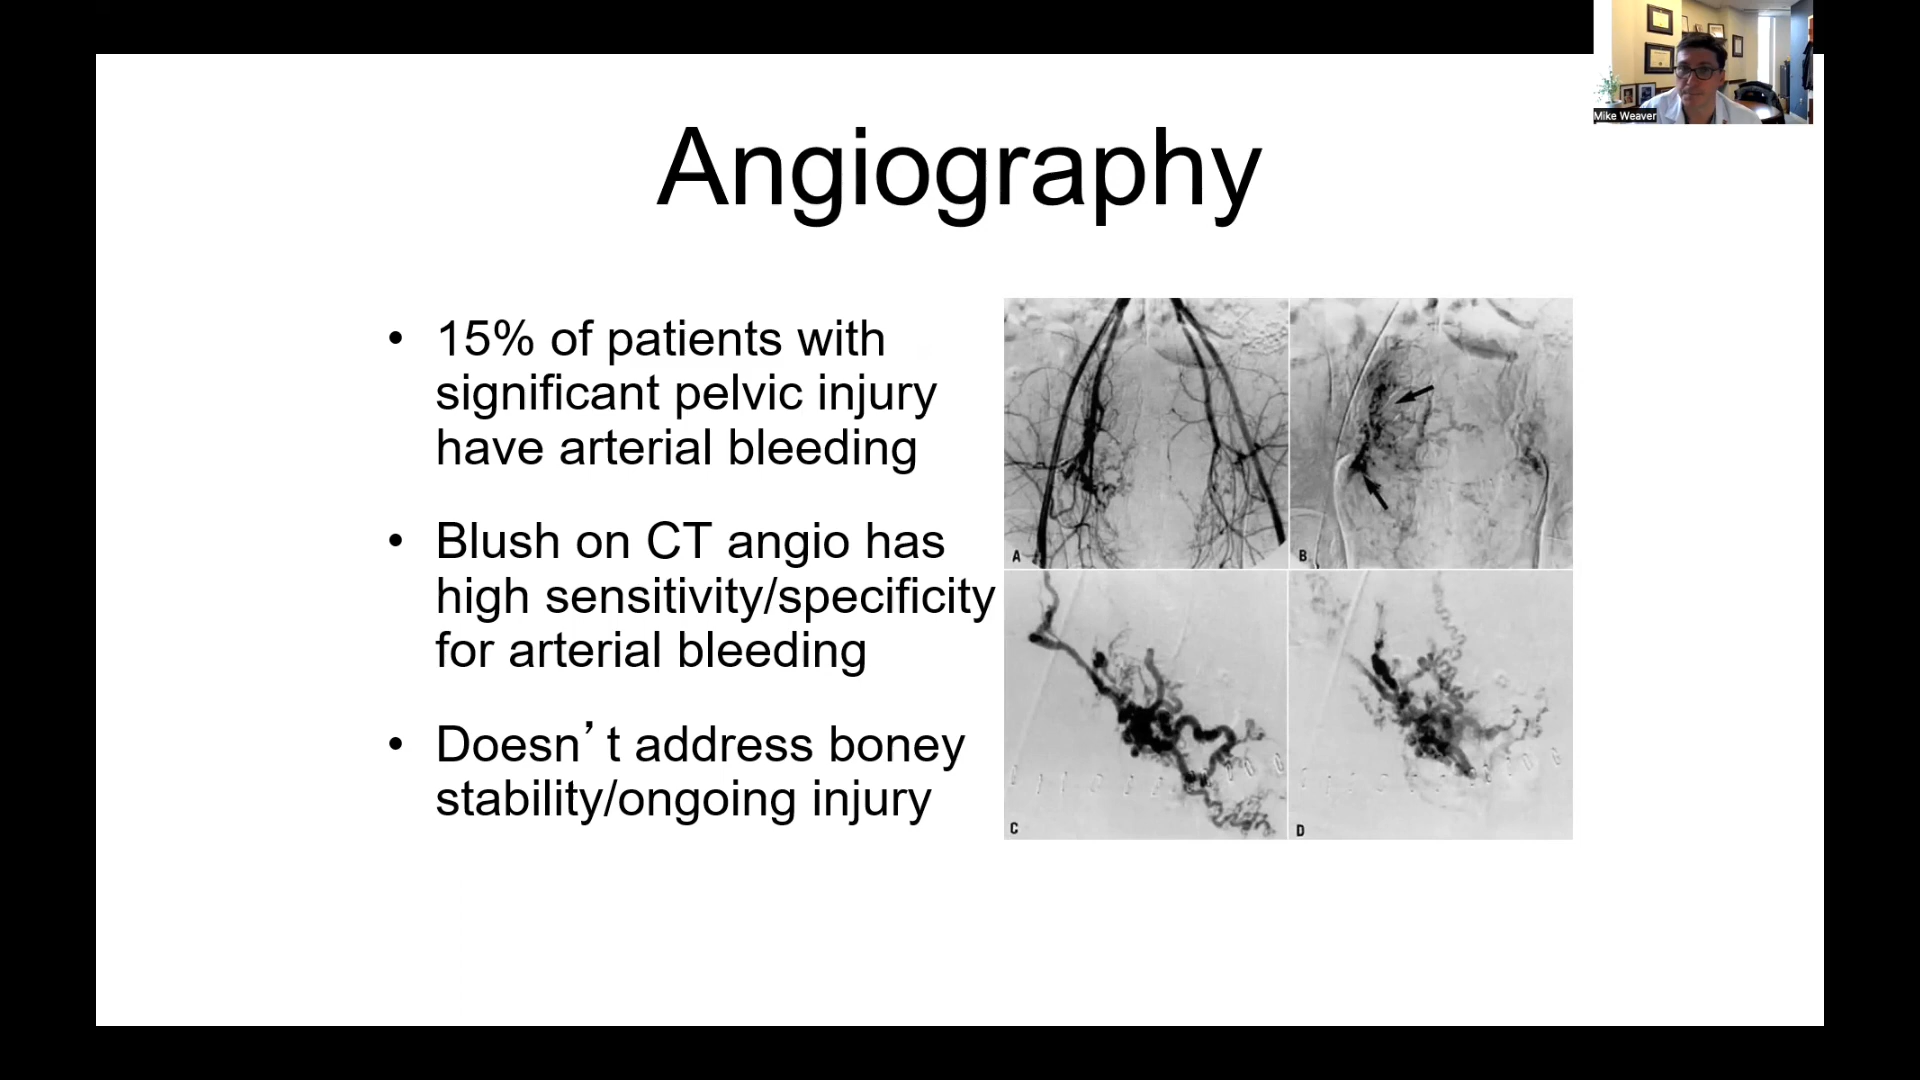 Mike Weaver
Angiography
• 15% of patients with
significant pelvic injury
have arterial bleeding
• Blush on CT angio has
high sensitivity/specificity
for arterial bleeding
• Doesn’t address boney
stability/ongoing injury
A
B
C
D